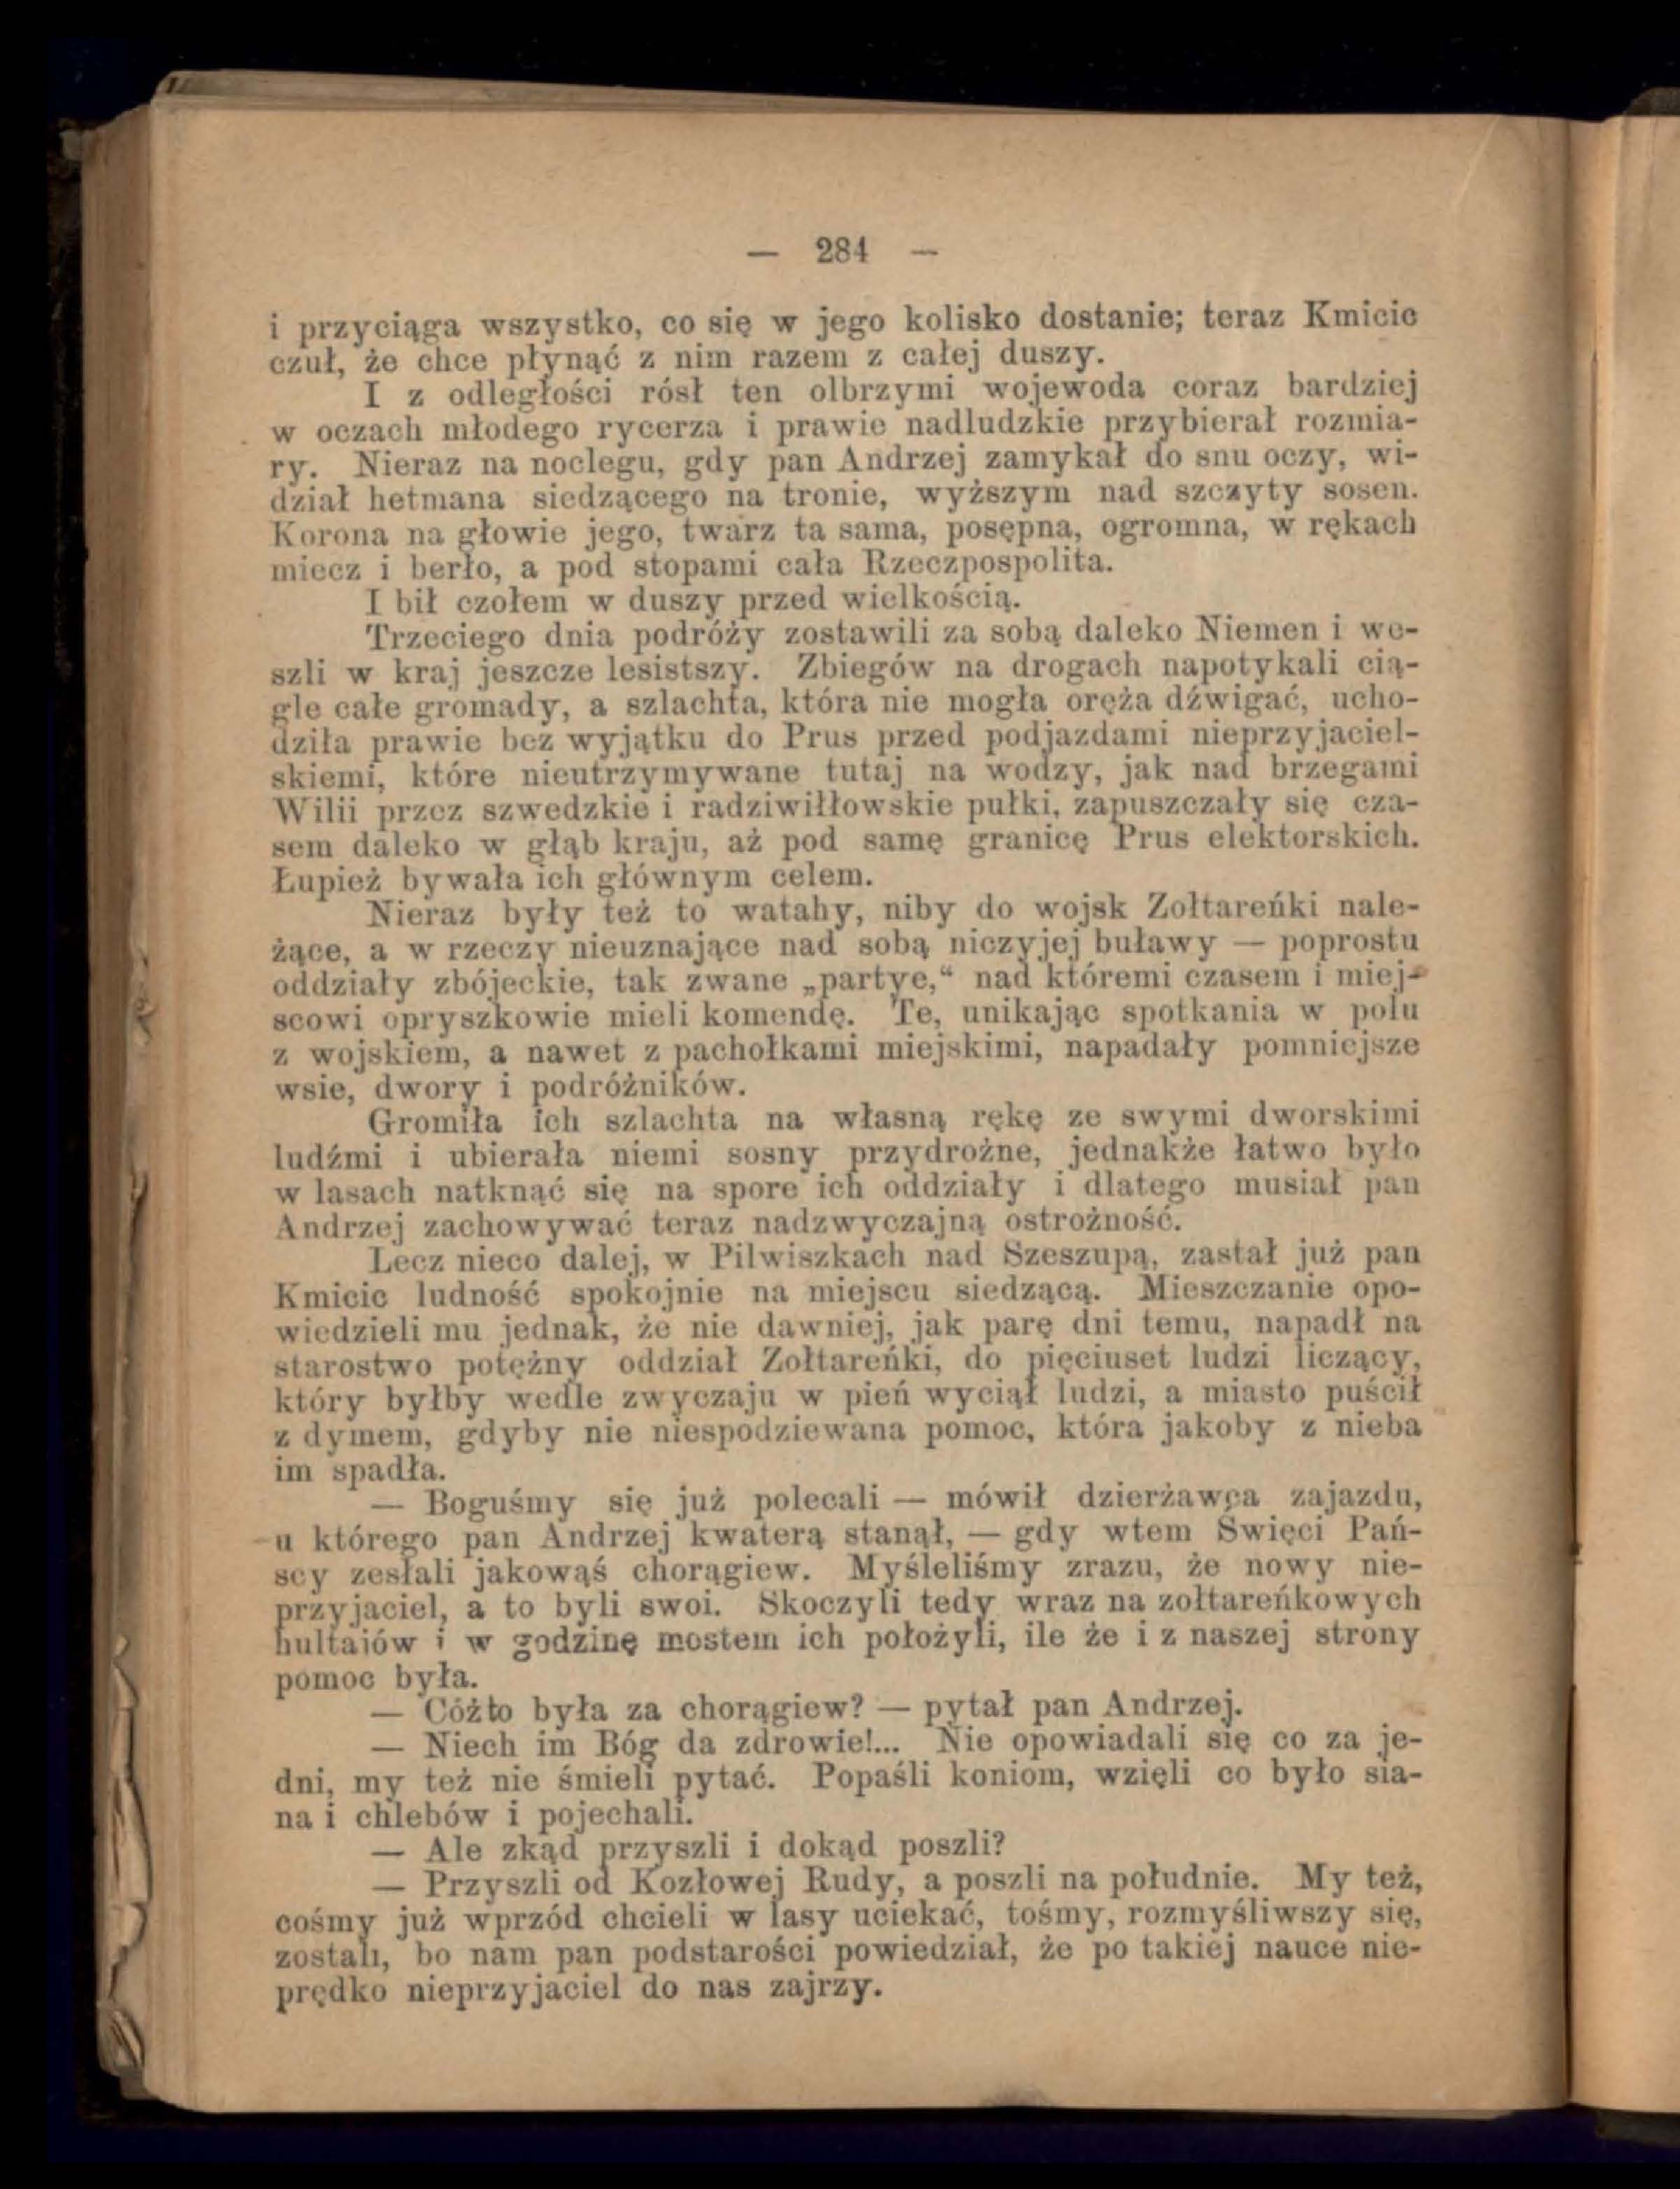 — 284 —
i przyciąga wszystko, co się w jego kolisko dostanie; teraz Kmicic
czuł, że chce płynąć z nim razem z całej duszy.
I z odległości rósł ten olbrzymi wojewoda coraz bardziej
w oczach młodego rycerza i prawie nadludzkie przybierał rozmia-
ry. Nieraz na noclegu, gdy pan Andrzej zamykał do snu oczy, wi-
dział hetmana siedzącego na tronie, wyższym nad szczyty sosen.
Korona na głowie jego, twarz ta sama, posępna, ogromna, w rękach
miecz i berło, a pod stopami cała Rzeczpospolita.
I bił czołem w duszy przed wielkością.
Trzeciego dnia podróży zostawili za sobą daleko Niemen i we-
szli w kraj jeszcze lesistszy. Zbiegów na drogach napotykali cią-
gle całe gromady, a szlachta, która nie mogła oręża dźwigać, ucho-
dziła prawie bez wyjątku do Prus przed podjazdami nieprzyjaciel-
skiemi, które nieutrzymywane tutaj na wodzy, jak nad brzegami
Wilii przez szwedzkie i radziwiłłowskie pułki, zapuszczały się cza-
sem daleko w głąb kraju, aż pod samę granicę Prus elektorskich.
Łupież bywała ich głównym celem.
Nieraz były też to watahy, niby do wojsk Zołtareńki nale-
żące, a w rzeczy nieuznające nad sobą niczyjej buławy — poprostu
oddziały zbójeckie, tak zwane „partye,“ nad któremi czasem i miej-
scowi opryszkowie mieli komendę. Te, unikając spotkania w polu
z wojskiem, a nawet z pachołkami miejskimi, napadały pomniejsze
wsie, dwory i podróżników.
Gromiła ich szlachta na własną rękę ze swymi dworskimi
ludźmi i ubierała niemi sosny przydrożne, jednakże łatwo było
w lasach natknąć się na spore ich oddziały i dlatego musiał pan
Andrzej zachowywać teraz nadzwyczajną ostrożność.
Lecz nieco dalej, w Pilwiszkach nad Szeszupą, zastał już pan
Kmicic ludność spokojnie na miejscu siedzącą. Mieszczanie opo-
wiedzieli mu jednak, że nie dawniej, jak parę dni temu, napadł na
starostwo potężny oddział Zołtareńki, do pięciuset ludzi liczący,
który byłby wedle zwyczaju w pień wyciął ludzi, a miasto puścił
z dymem, gdyby nie niespodziewana pomoc, która jakoby z nieba
im spadła.
— Boguśmy się już polecali — mówił dzierżawca zajazdu,
u którego pan Andrzej kwaterą stanął, — gdy wtem Święci Pań-
scy zesłali jakowąś chorągiew. Myśleliśmy zrazu, że nowy nie-
przyjaciel, a to byli swoi. Skoczyli tedy wraz na zołtareńkowych
hultajów i w godzinę mostem ich położyli, ile że i z naszej strony
pomoc była.
— Cóżto była za chorągiew? — pytał pan Andrzej.
— Niech im Bóg da zdrowie!... Nie opowiadali się co za je-
dni, my też nie śmieli pytać. Popaśli koniom, wzięli co było sia-
na i chlebów i pojechali.
— Ale zkąd przyszli i dokąd poszli?
— Przyszli od Kozłowej Rudy, a poszli na południe. My też,
cośmy już wprzód chcieli w lasy uciekać, tośmy, rozmyśliwszy się,
zostali, bo nam pan podstarości powiedział, że po takiej nauce nie-
prędko nieprzyjaciel do nas zajrzy.